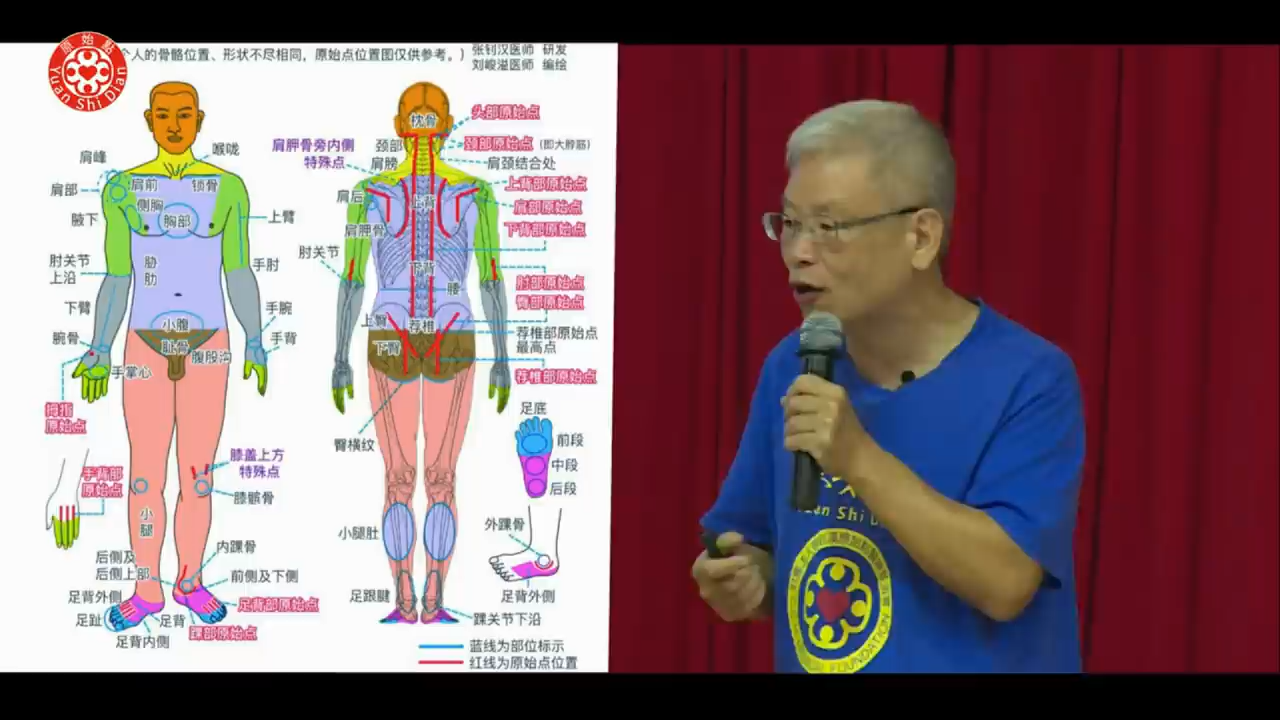 原始點
Yuan Shi Dian
个人的骨骼位置、形状不尽相同，原始点位置图仅供参考。）
张钊汉医师 研发
刘峻溢医师 编绘
肩峰
喉咙
肩部
肩前
锁骨
侧胸
腋下
胸部
上臂
肘关节
上沿
胁
肋
手肘
下臂
手腕
小腹
腕骨
耻骨
手背
腹股沟
手掌心
拇指
原始点
手背部
原始点
膝盖上方
特殊点
膝髌骨
小
腿
后侧及
后侧上部
内踝骨
前侧及下侧
足背外侧
足背部原始点
足趾
足背
踝部原始点
足背内侧
枕骨
头部原始点
肩胛骨旁内侧
特殊点
颈部
颈部原始点
(即大脖筋)
肩膀
肩颈结合处
上背部原始点
肩后
上背
肩部原始点
肩胛骨
下背部原始点
肘关节
下背
肘部原始点
腰
臀部原始点
上臀
荐椎
荐椎部原始点
最高点
下臀
荐椎部原始点
臀横纹
足底
前段
中段
后段
小腿肚
外踝骨
足跟腱
足背外侧
踝关节下沿
蓝线为部位标示
红线为原始点位置
uan Shi D
FOUNDATION